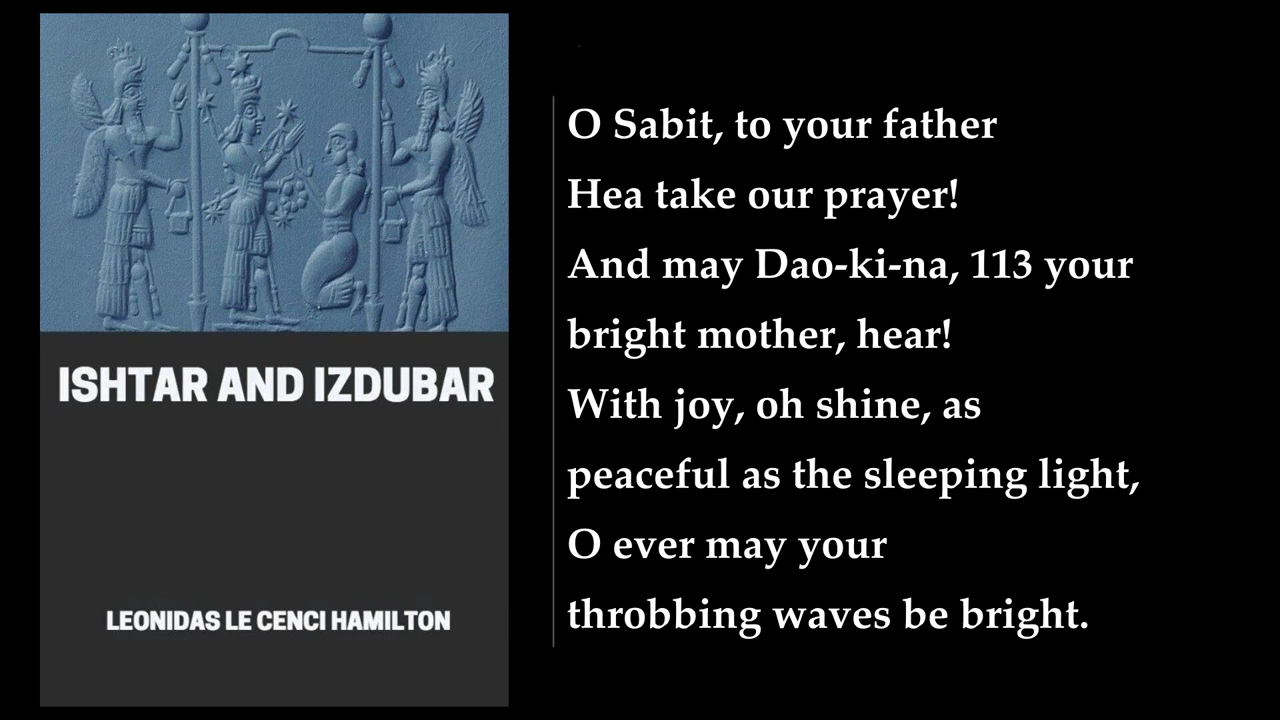 ISHTAR AND IZDUBAR
LEONIDAS LE CENCI HAMILTON
O Sabit, to your father
Hea take our prayer!
And may Dao-ki-na, 113 your
bright mother, hear!
With joy, oh shine, as
peaceful as the sleeping light,
O ever may your
throbbing waves be bright.